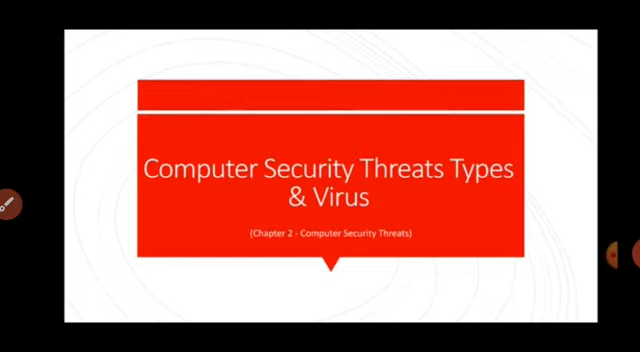 Computer Security Threats Types
& Virus
(Chapter 2 - Computer Security Threats)